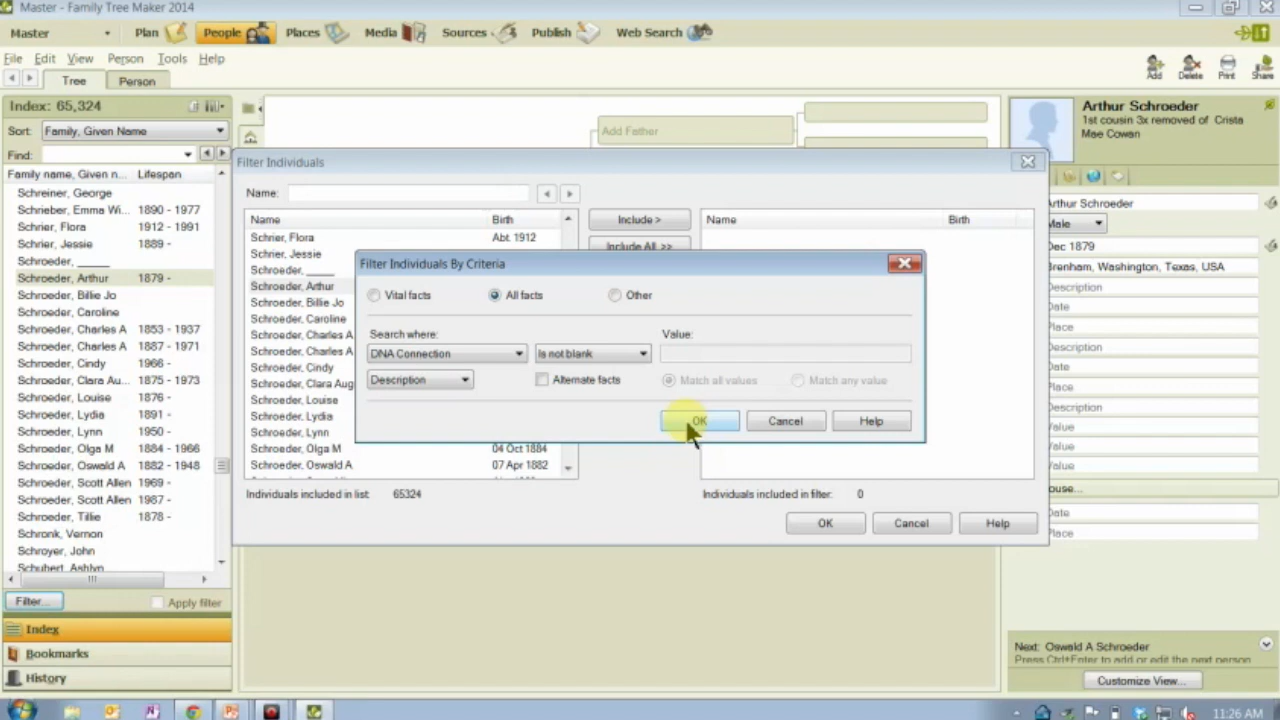 Master - Family Tree Maker 2014
Master Plan People Places Media Sources Publish Web Search
File Edit View Person Tools Help
Add Delete Print Share
Tree Person
Index: 65,324
Sort: Family, Given Name
Find:
Family name, Given n... Lifespan
Schreiner, George
Schrieber, Emma Wi... 1890 - 1977
Schrier, Flora 1912 - 1991
Schrier, Jessie 1889 -
Schroeder, _____
Schroeder, Arthur 1879 -
Schroeder, Billie Jo
Schroeder, Caroline
Schroeder, Charles A 1853 - 1937
Schroeder, Charles A 1887 - 1971
Schroeder, Cindy 1966 -
Schroeder, Clara Au... 1875 - 1973
Schroeder, Louise 1876 -
Schroeder, Lydia 1891 -
Schroeder, Lynn 1950 -
Schroeder, Olga M 1884 - 1966
Schroeder, Oswald A 1882 - 1948
Schroeder, Scott Allen 1969 -
Schroeder, Scott Allen 1987 -
Schroeder, Tillie 1878 -
Schronk, Vernon
Schroyer, John
Schubert, Ashlyn
Filter... Apply filter
Index
Bookmarks
History
Add Father
Filter Individuals
Name:
Name Birth
Schrier, Flora Abt. 1912
Schrier, Jessie
Schroeder, _____
Schroeder, Arthur
Schroeder, Billie Jo
Schroeder, Caroline
Schroeder, Charles A
Schroeder, Charles A
Schroeder, Cindy
Schroeder, Clara Aug
Schroeder, Louise
Schroeder, Lydia
Schroeder, Lynn
Schroeder, Olga M 04 Oct 1884
Schroeder, Oswald A 07 Apr 1882
Include >
Include All >>
Name Birth
Individuals included in list: 65324
Individuals included in filter: 0
OK Cancel Help
Filter Individuals By Criteria
Vital facts All facts Other
Search where: Value:
DNA Connection Is not blank
Description Alternate facts Match all values Match any value
OK Cancel Help
Arthur Schroeder
1st cousin 3x removed of Crista
Mae Cowan
Arthur Schroeder
Male
Dec 1879
Brenham, Washington, Texas, USA
Description
Date
Place
Description
Date
Place
Description
Value
Value
Value
ouse...
Date
Place
Next: Oswald A Schroeder
Press Ctrl+Enter to add or edit the next person
Customize View...
11:26 AM